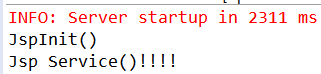 INFO: Server startup in 2311 ms
JspInit()
Jsp Service()!!!!